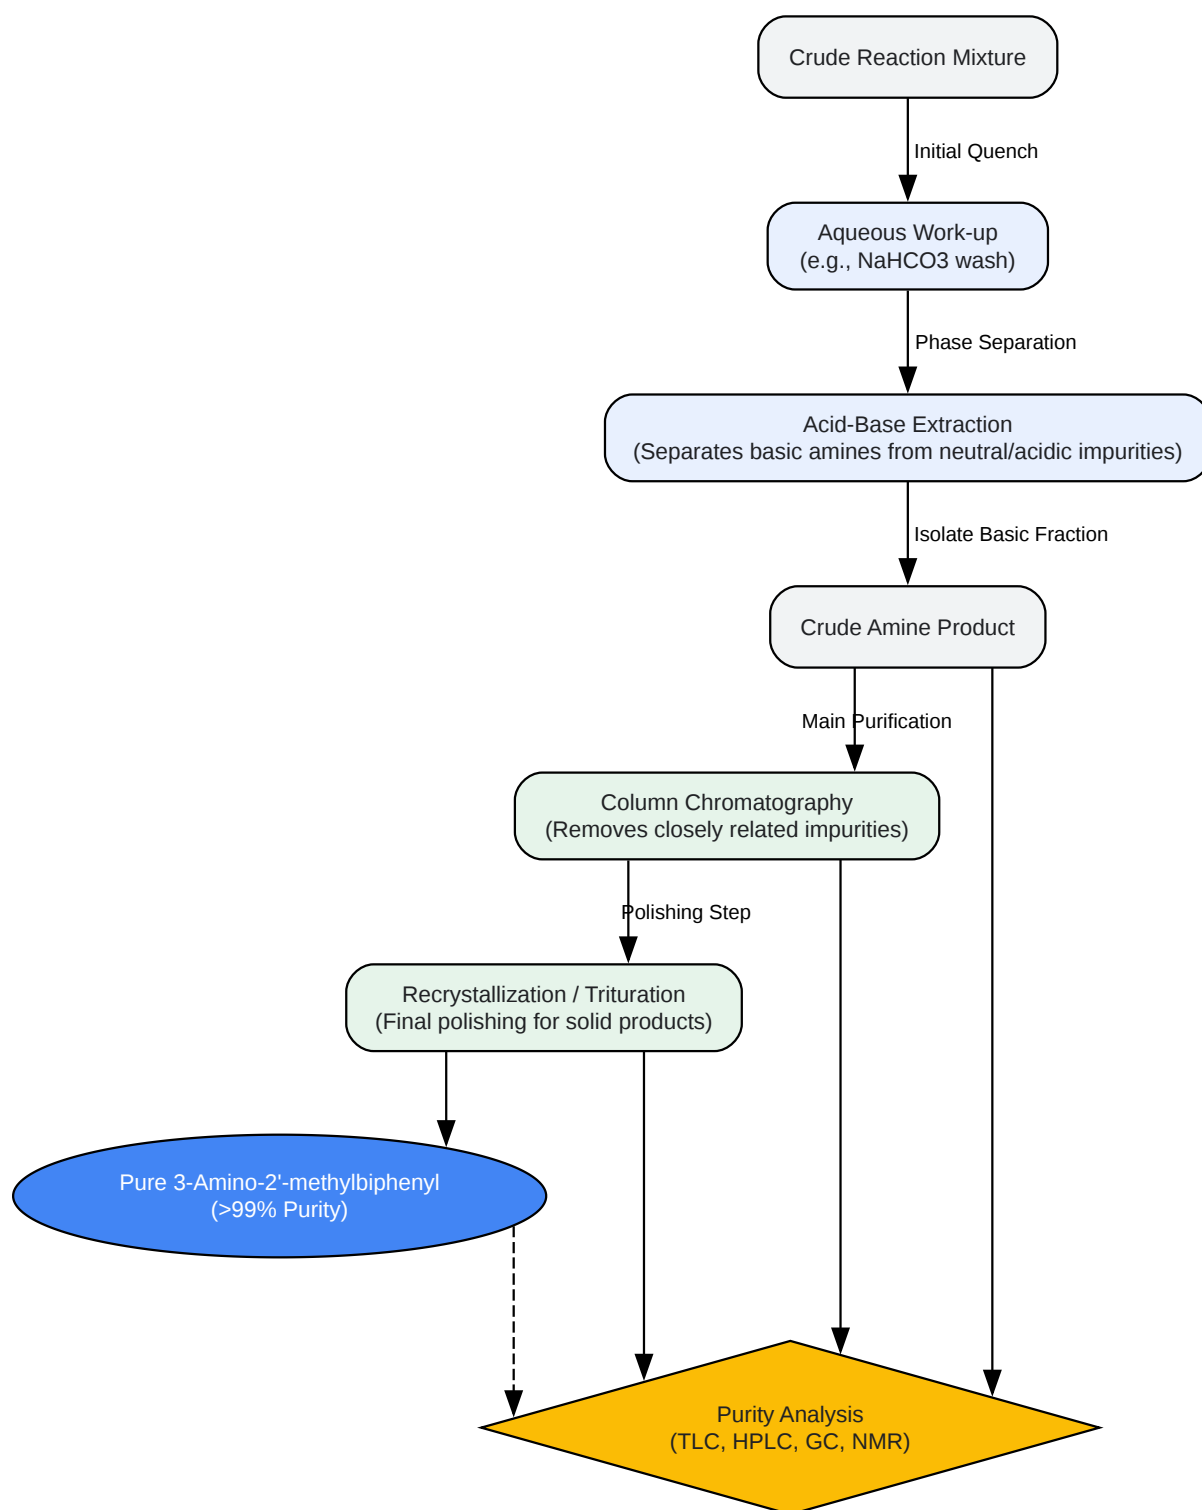 Crude Reaction Mixture
Initial Quench
Aqueous Work-up
(e.g., NaHCO3 wash)
Phase Separation
Acid-Base Extraction
(Separates basic amines from neutral/acidic impurities)
Isolate Basic Fraction
Crude Amine Product
Main Purification
Column Chromatography
(Removes closely related impurities)
Polishing Step
Recrystallization / Trituration
(Final polishing for solid products)
Pure 3-Amino-2'-methylbiphenyl
(>99% Purity)
Purity Analysis
(TLC, HPLC, GC, NMR)